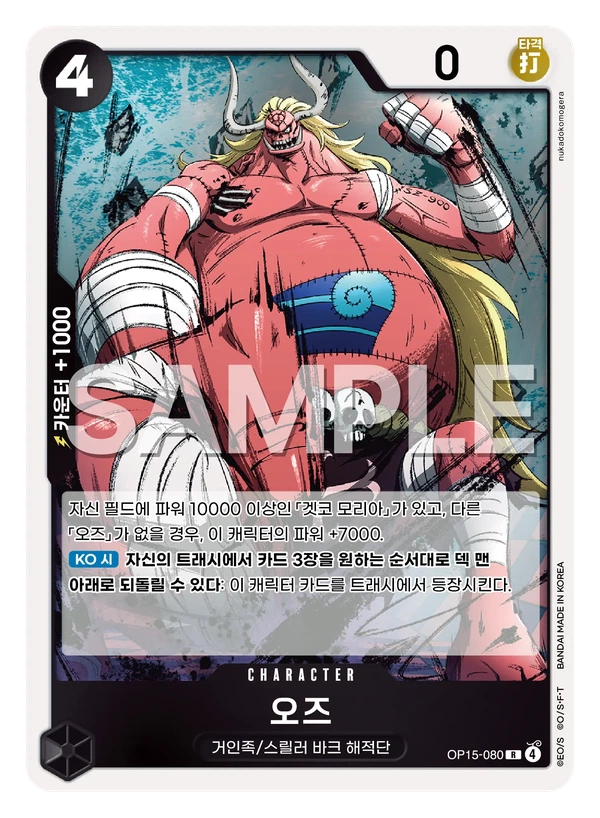 4
0
타격
打
nukadokomogera
SZ-900
카운터 +1000
SAMPLE
자신 필드에 파워 10000 이상인 「겟코 모리아」가 있고, 다른
「오즈」가 없을 경우, 이 캐릭터의 파워 +7000.
KO 시 자신의 트래시에서 카드 3장을 원하는 순서대로 덱 맨
아래로 되돌릴 수 있다: 이 캐릭터 카드를 트래시에서 등장시킨다.
CHARACTER
오즈
거인족/스릴러 바크 해적단
OP15-080 R 4
©EO/S ©O/S·F·T BANDAI MADE IN KOREA